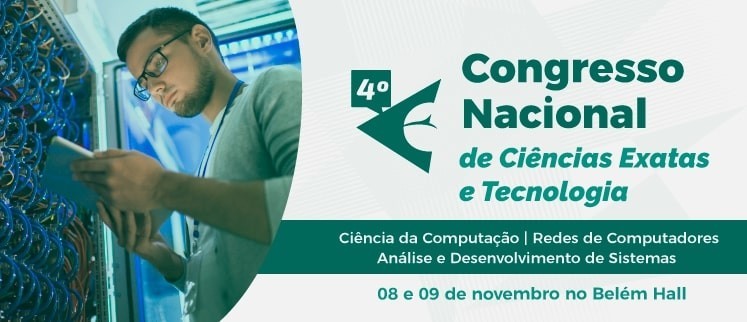 4º
Congresso
Nacional
de Ciências Exatas
e Tecnologia
Ciência da Computação | Redes de Computadores
Análise e Desenvolvimento de Sistemas
08 e 09 de novembro no Belém Hall